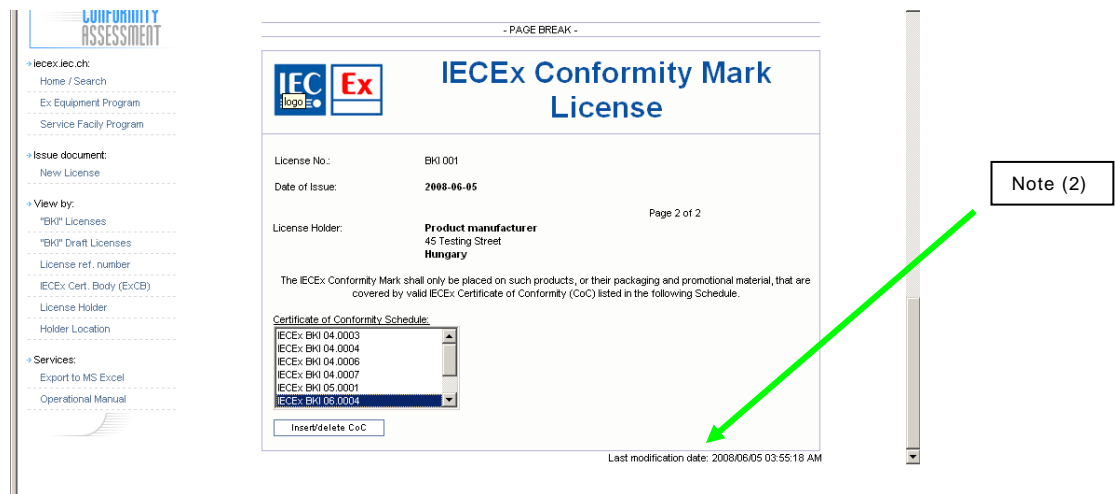 CONFORMITY
ASSESSMENT
iecex.iec.ch:
Home / Search
Ex Equipment Program
Service Facily Program
Issue document:
New License
View by:
"BKI" Licenses
"BKI" Draft Licenses
License ref. number
IECEx Cert. Body (ExCB)
License Holder
Holder Location
Services:
Export to MS Excel
Operational Manual
- PAGE BREAK -
IEC Ex
logo
IECEx Conformity Mark
License
License No.: BKI 001
Date of Issue: 2008-06-05
Page 2 of 2
License Holder: Product manufacturer
45 Testing Street
Hungary
The IECEx Conformity Mark shall only be placed on such products, or their packaging and promotional material, that are
covered by valid IECEx Certificate of Conformity (CoC) listed in the following Schedule.
Certificate of Conformity Schedule:
IECEx BKI 04.0003
IECEx BKI 04.0004
IECEx BKI 04.0006
IECEx BKI 04.0007
IECEx BKI 05.0001
IECEx BKI 06.0004
Insert/delete CoC
Last modification date: 2008/06/05 03:55:18 AM
Note (2)